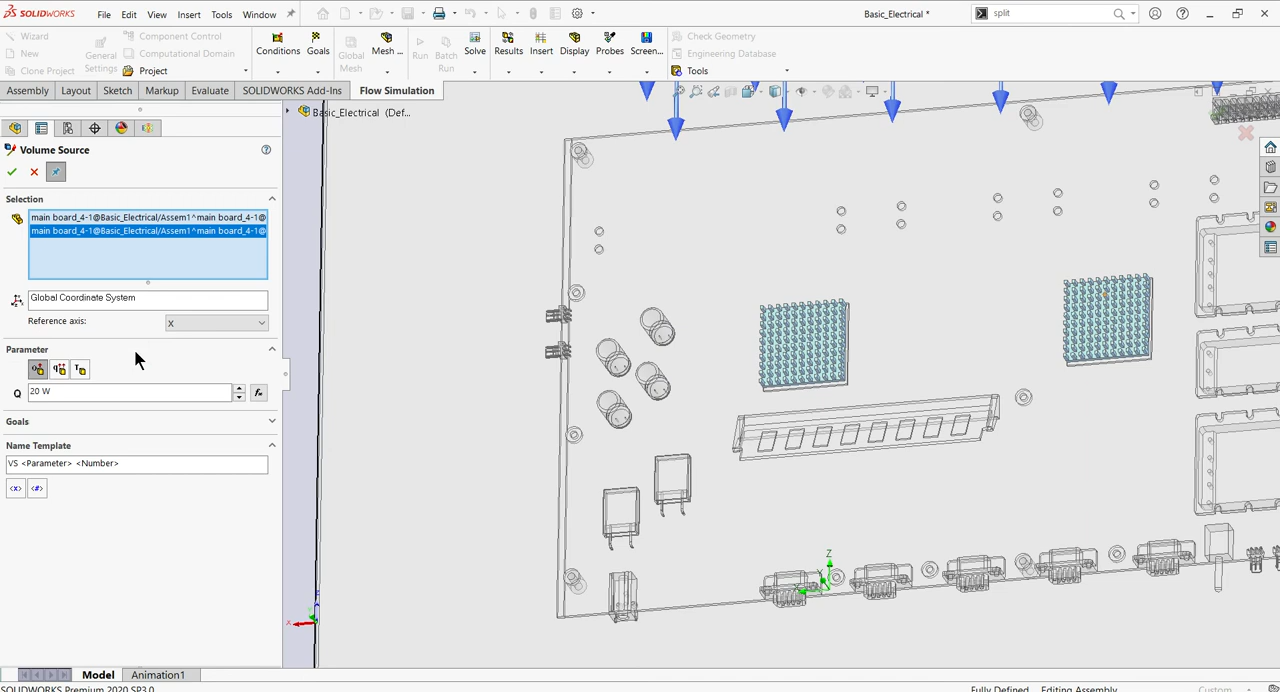 SOLIDWORKS File Edit View Insert Tools Window Basic_Electrical * split
Wizard
New
Clone Project
General Settings
Component Control
Computational Domain
Project
Conditions
Goals
Global Mesh
Mesh ...
Run
Batch Run
Solve
Results
Insert
Display
Probes
Screen...
Check Geometry
Engineering Database
Tools
Assembly Layout Sketch Markup Evaluate SOLIDWORKS Add-Ins Flow Simulation
Basic_Electrical (Def...
Volume Source
Selection
main board_4-1@Basic_Electrical/Assem1^main board_4-1@
main board_4-1@Basic_Electrical/Assem1^main board_4-1@
Global Coordinate System
Reference axis: X
Parameter
Q 20 W
Goals
Name Template
VS <Parameter> <Number>
<x> <#>
Z
X
Model Animation1
SOLIDWORKS Premium 2020 SP3.0 Fully Defined Editing Assembly Custom